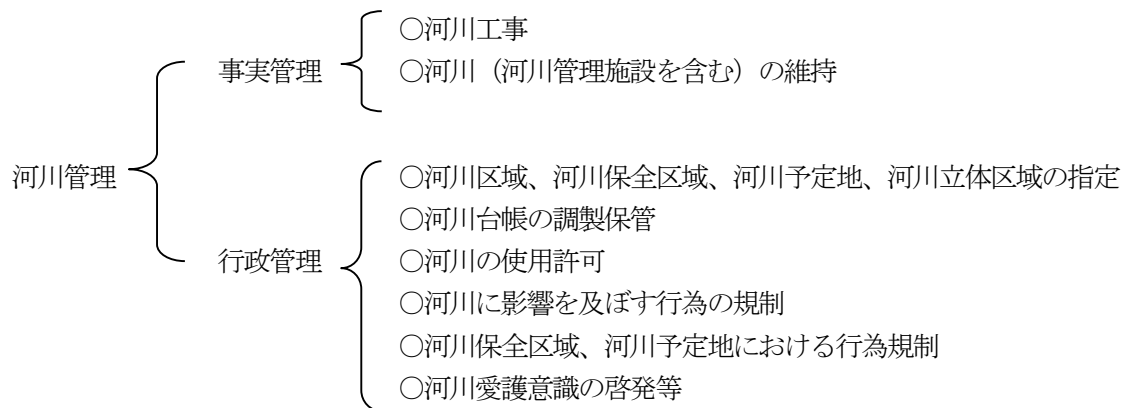 ○河川工事
事実管理
○河川（河川管理施設を含む）の維持
河川管理
○河川区域、河川保全区域、河川予定地、河川立体区域の指定
○河川台帳の調製保管
行政管理
○河川の使用許可
○河川に影響を及ぼす行為の規制
○河川保全区域、河川予定地における行為規制
○河川愛護意識の啓発等